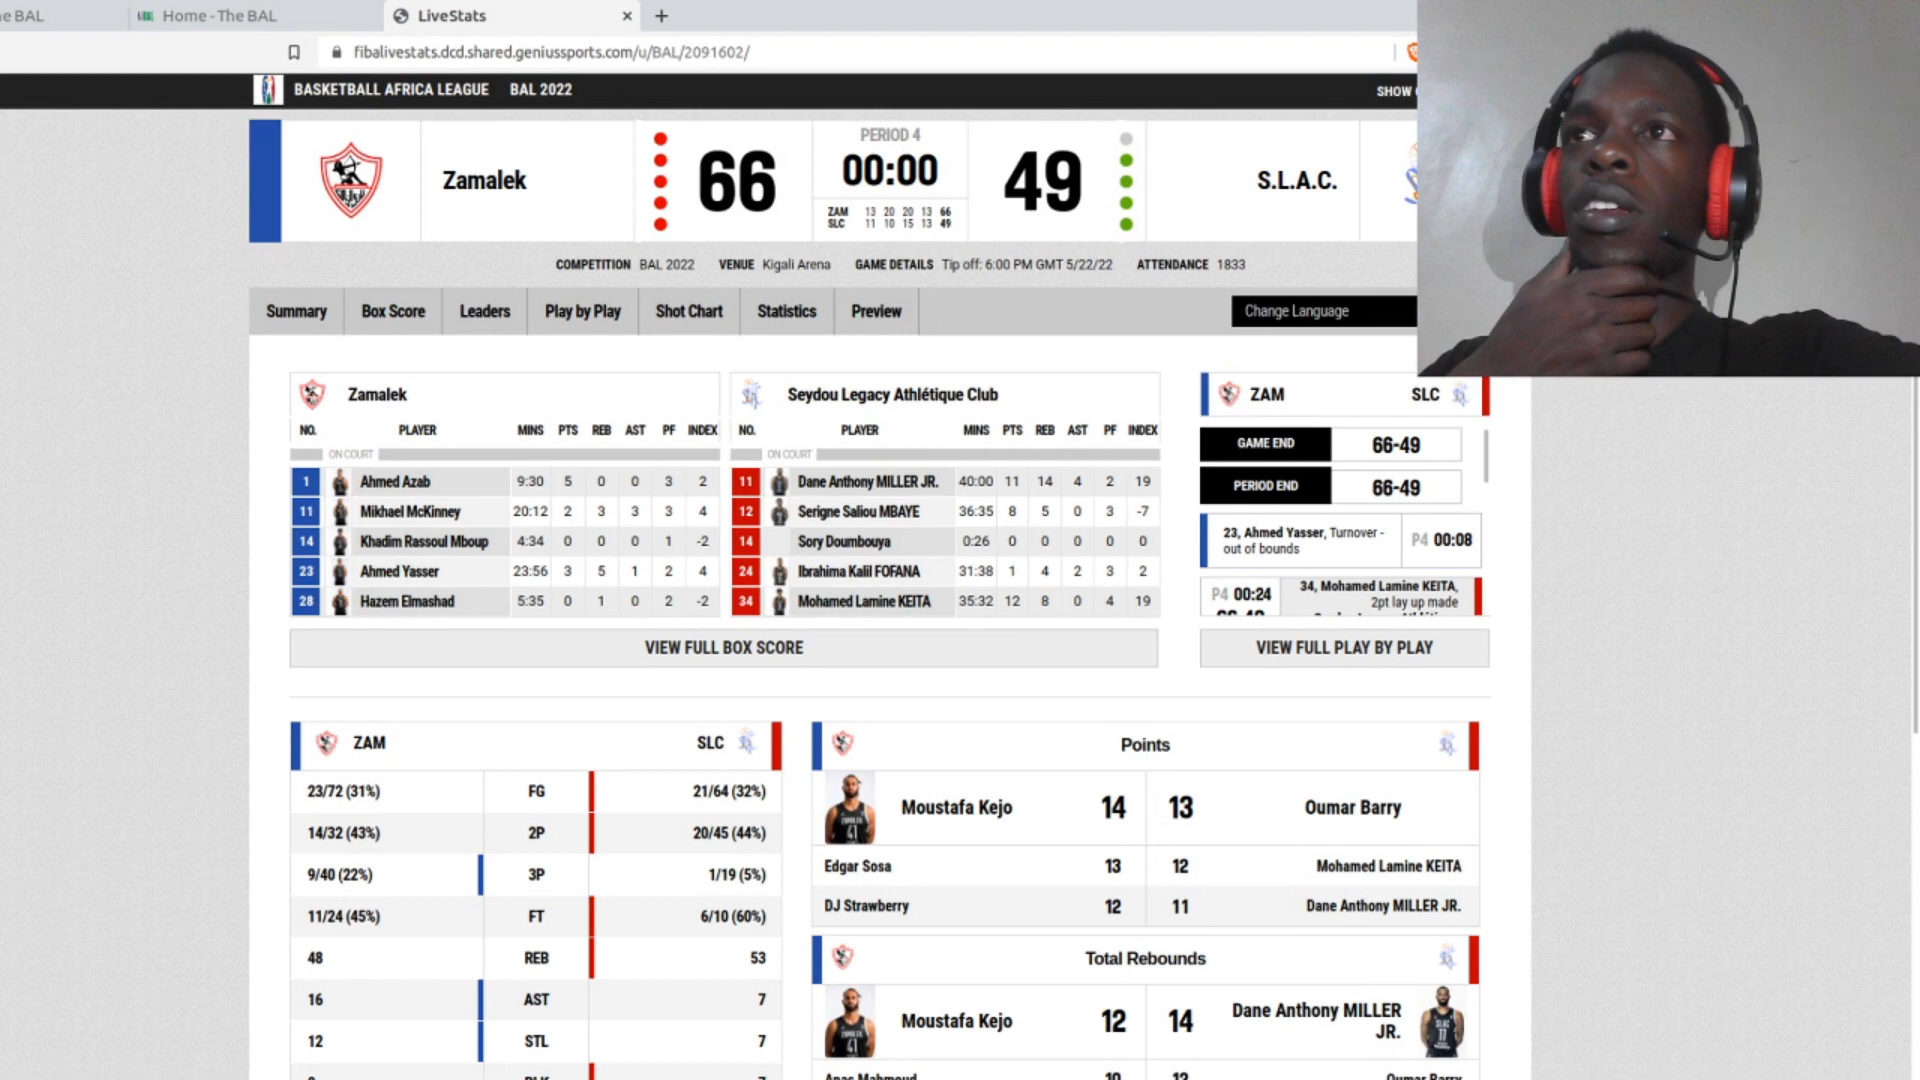 e BAL
Home - The BAL
LiveStats
fibalivestats.dcd.shared.geniussports.com/u/BAL/2091602/
BASKETBALL AFRICA LEAGUE BAL 2022
SHOW
Zamalek
66
PERIOD 4
00:00
ZAM 13 20 20 13 66
SLC 11 10 15 13 49
49
S.L.A.C.
COMPETITION BAL 2022 VENUE Kigali Arena GAME DETAILS Tip off: 6:00 PM GMT 5/22/22 ATTENDANCE 1833
Summary Box Score Leaders Play by Play Shot Chart Statistics Preview
Change Language
Zamalek
NO. PLAYER MINS PTS REB AST PF INDEX
ON COURT
1 Ahmed Azab 9:30 5 0 0 3 2
11 Mikhael McKinney 20:12 2 3 3 3 4
14 Khadim Rassoul Mboup 4:34 0 0 0 1 -2
23 Ahmed Yasser 23:56 3 5 1 2 4
28 Hazem Elmashad 5:35 0 1 0 2 -2
Seydou Legacy Athlétique Club
NO. PLAYER MINS PTS REB AST PF INDEX
ON COURT
11 Dane Anthony MILLER JR. 40:00 11 14 4 2 19
12 Serigne Saliou MBAYE 36:35 8 5 0 3 -7
14 Sory Doumbouya 0:26 0 0 0 0 0
24 Ibrahima Kalil FOFANA 31:38 1 4 2 3 2
34 Mohamed Lamine KEITA 35:32 12 8 0 4 19
VIEW FULL BOX SCORE
ZAM SLC
GAME END 66-49
PERIOD END 66-49
23, Ahmed Yasser, Turnover -
out of bounds
P4 00:08
P4 00:24
34, Mohamed Lamine KEITA,
2pt lay up made
VIEW FULL PLAY BY PLAY
ZAM SLC
23/72 (31%) FG 21/64 (32%)
14/32 (43%) 2P 20/45 (44%)
9/40 (22%) 3P 1/19 (5%)
11/24 (45%) FT 6/10 (60%)
48 REB 53
16 AST 7
12 STL 7
Points
Moustafa Kejo 14 13 Oumar Barry
Edgar Sosa 13 12 Mohamed Lamine KEITA
DJ Strawberry 12 11 Dane Anthony MILLER JR.
Total Rebounds
Moustafa Kejo 12 14 Dane Anthony MILLER
JR.
Anas Mahmoud 10 13 Oumar Barry